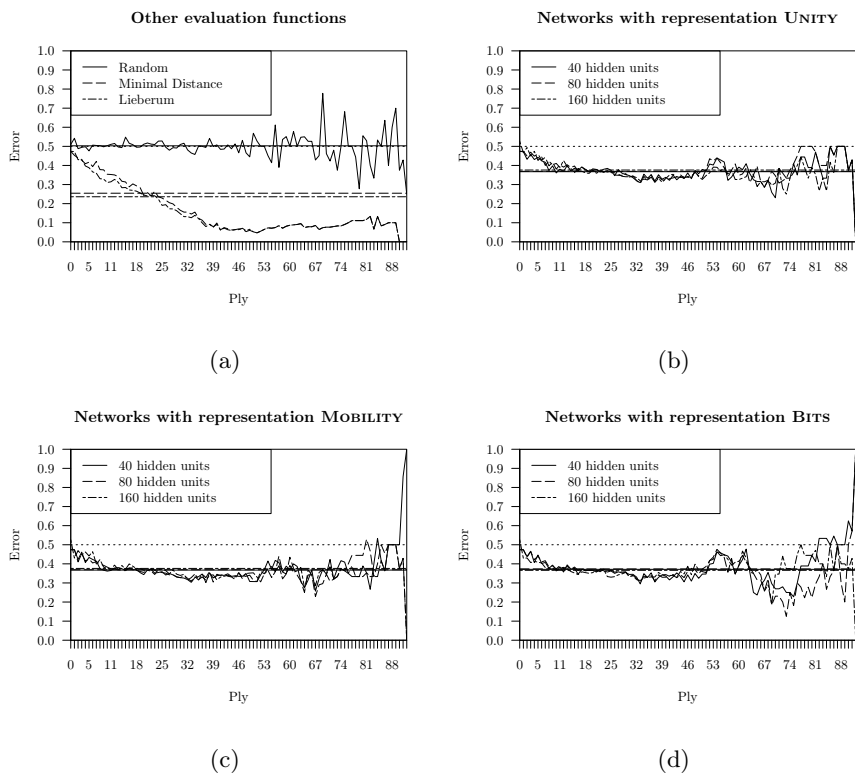 Other evaluation functions
1.0
0.9
0.8
0.7
0.6
0.5
0.4
0.3
0.2
0.1
0.0
Error
Random
Minimal Distance
Lieberum
0 5 11 18 25 32 39 46 53 60 67 74 81 88
Ply
(a)
Networks with representation UNITY
1.0
0.9
0.8
0.7
0.6
0.5
0.4
0.3
0.2
0.1
0.0
Error
40 hidden units
80 hidden units
160 hidden units
0 5 11 18 25 32 39 46 53 60 67 74 81 88
Ply
(b)
Networks with representation MOBILITY
1.0
0.9
0.8
0.7
0.6
0.5
0.4
0.3
0.2
0.1
0.0
Error
40 hidden units
80 hidden units
160 hidden units
0 5 11 18 25 32 39 46 53 60 67 74 81 88
Ply
(c)
Networks with representation BITS
1.0
0.9
0.8
0.7
0.6
0.5
0.4
0.3
0.2
0.1
0.0
Error
40 hidden units
80 hidden units
160 hidden units
0 5 11 18 25 32 39 46 53 60 67 74 81 88
Ply
(d)